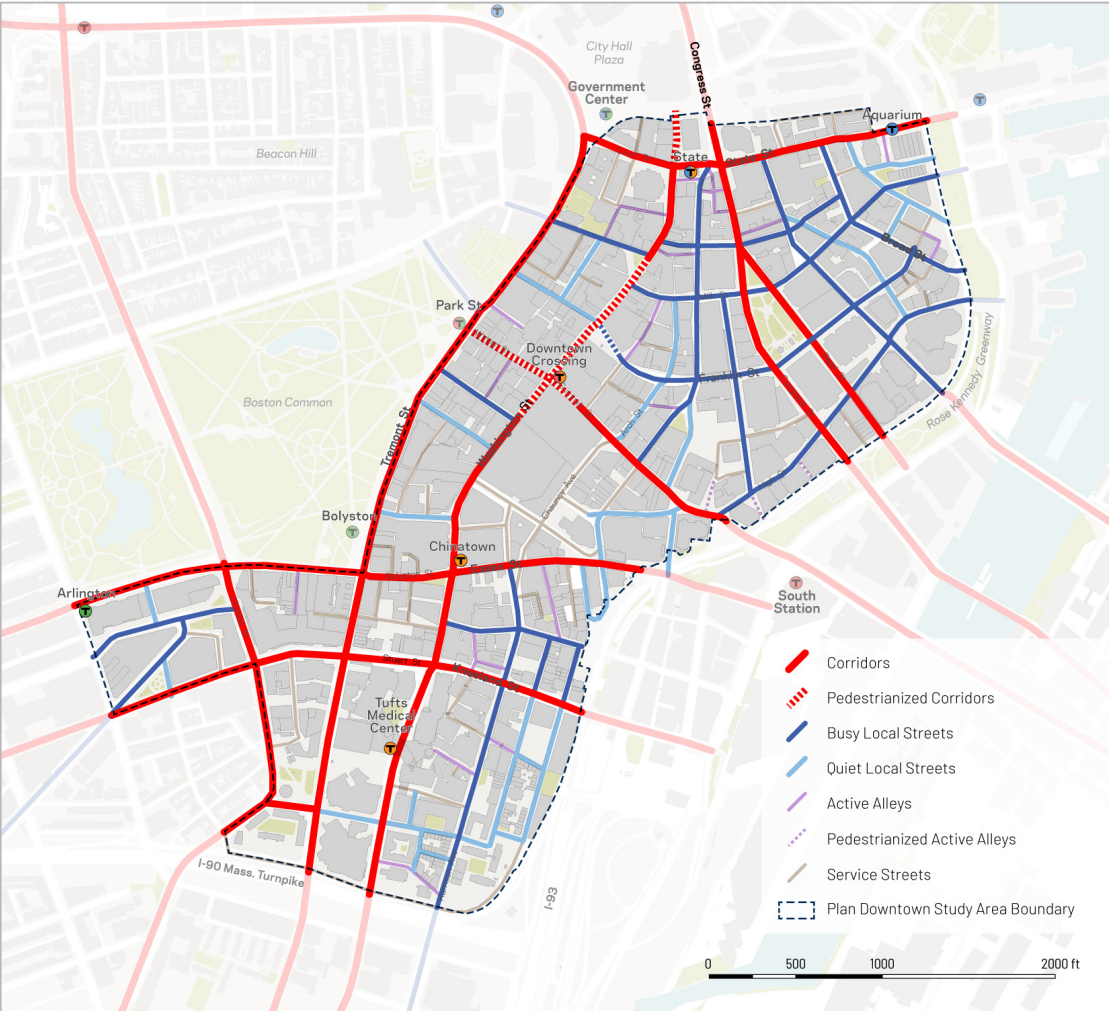 City Hall
Plaza
Congress St
Government
Center
Aquarium
Beacon Hill
State
State St
Broad St
Park St
Downtown
Crossing
Franklin St
Rose Kennedy Greenway
Boston Common
Tremont St
Washington St
Arch St
High St
Chauncy Ave
Bolyston
Chinatown
Essex St
Boylston St
Arlington
South
Station
Stuart St
Kneeland St
Tufts
Medical
Center
I-90 Mass. Turnpike
I-93
Corridors
Pedestrianized Corridors
Busy Local Streets
Quiet Local Streets
Active Alleys
Pedestrianized Active Alleys
Service Streets
Plan Downtown Study Area Boundary
0 500 1000 2000 ft
T
T
T
T
T
T
T
T
T
T
T
T
T